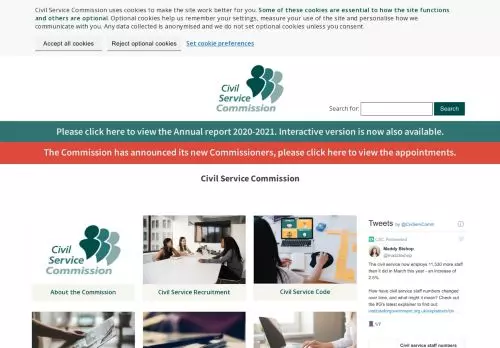 Civil Service Commission uses cookies to make the site work better for you. Some of these cookies are essential to how the site functions
and others are optional. Optional cookies help us remember your settings, measure your use of the site and personalise how we
communicate with you. Any data collected is anonymised and we do not set optional cookies unless you consent.
Accept all cookies
Reject optional cookies
Set cookie preferences
Civil
Service
Commission
Search for:
Search
Please click here to view the Annual report 2020-2021. Interactive version is now also available.
The Commission has announced its new Commissioners, please click here to view the appointments.
Civil Service Commission
Civil
Service
Commission
About the Commission
Civil Service Recruitment
Civil Service Code
Tweets by @CivServComm
CSC Retweeted
Maddy Bishop
@maddabishop
The civil service now employs 11,530 more staff
than it did in March this year - an increase of
2.5%.
How have civil service staff numbers changed
over time, and what might it mean? Check out
the IfG's latest explainer to find out:
Civil service staff numbers